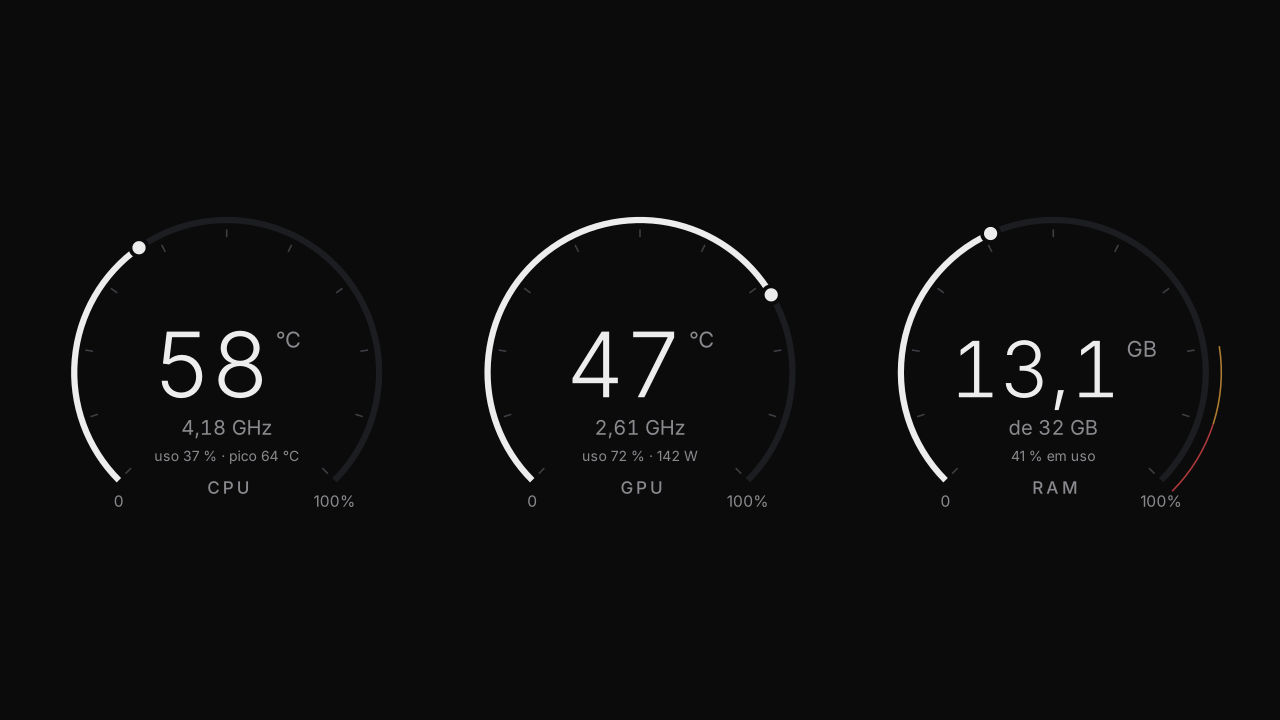 58 °C
4,18 GHz
uso 37 % · pico 64 °C
CPU
0 100%
47 °C
2,61 GHz
uso 72 % · 142 W
GPU
0 100%
13,1 GB
de 32 GB
41 % em uso
RAM
0 100%